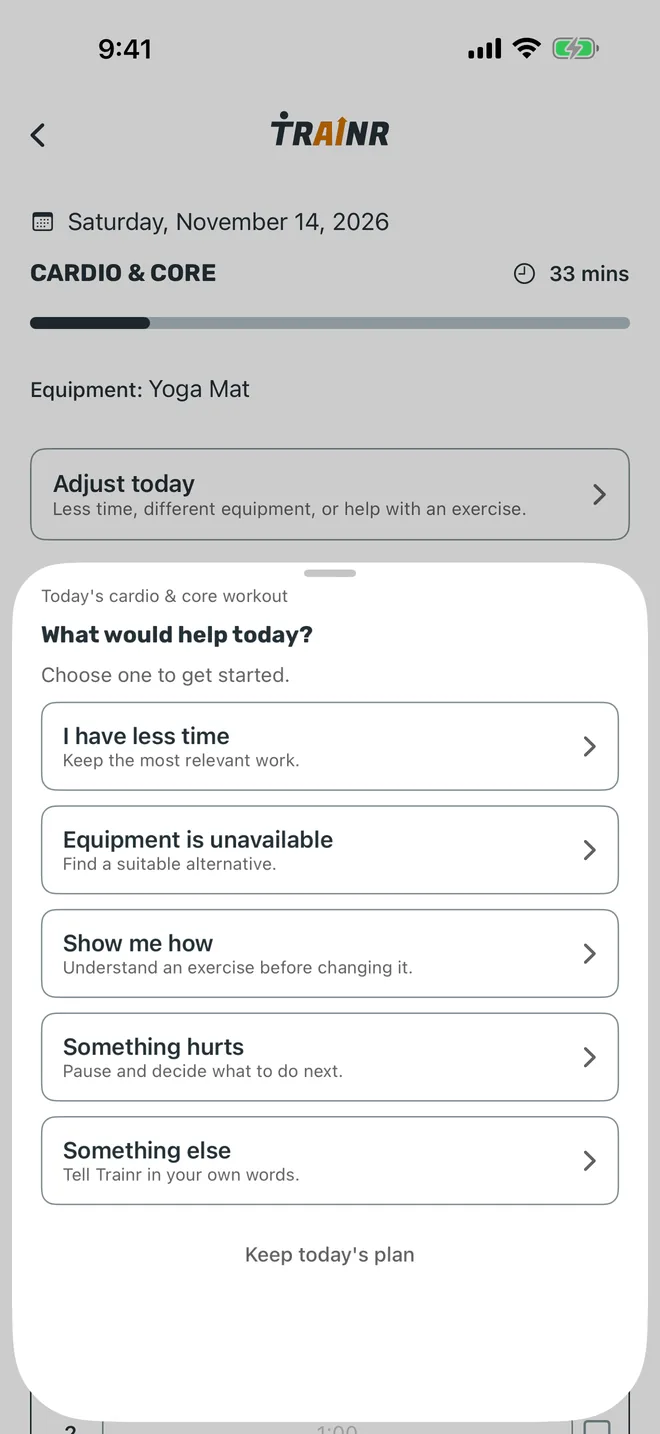 9:41
TRAINR
Saturday, November 14, 2026
CARDIO & CORE
33 mins
Equipment: Yoga Mat
Adjust today
Less time, different equipment, or help with an exercise.
Today's cardio & core workout
What would help today?
Choose one to get started.
I have less time
Keep the most relevant work.
Equipment is unavailable
Find a suitable alternative.
Show me how
Understand an exercise before changing it.
Something hurts
Pause and decide what to do next.
Something else
Tell Trainr in your own words.
Keep today's plan
2
1:00